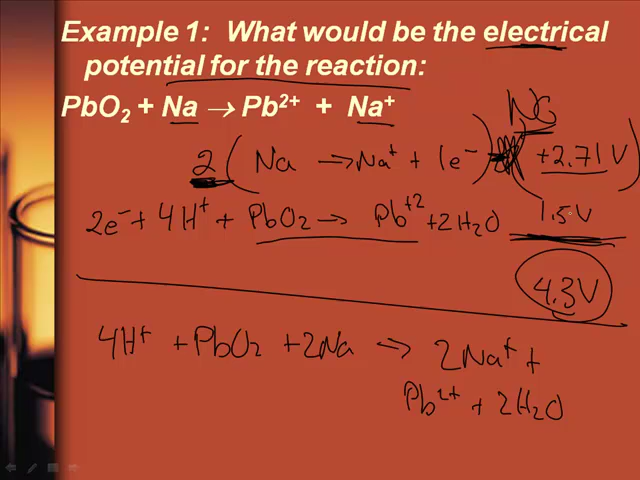 Example 1: What would be the electrical
potential for the reaction:
PbO₂ + Na → Pb²⁺ + Na⁺
NG
2 ( Na → Na⁺ + 1e⁻ ) ( +2.71 V )
2e⁻ + 4H⁺ + PbO₂ → Pb⁺² + 2H₂O 1.5V
4.3V
4H⁺ + PbO₂ + 2Na → 2Na⁺ +
Pb²⁺ + 2H₂O